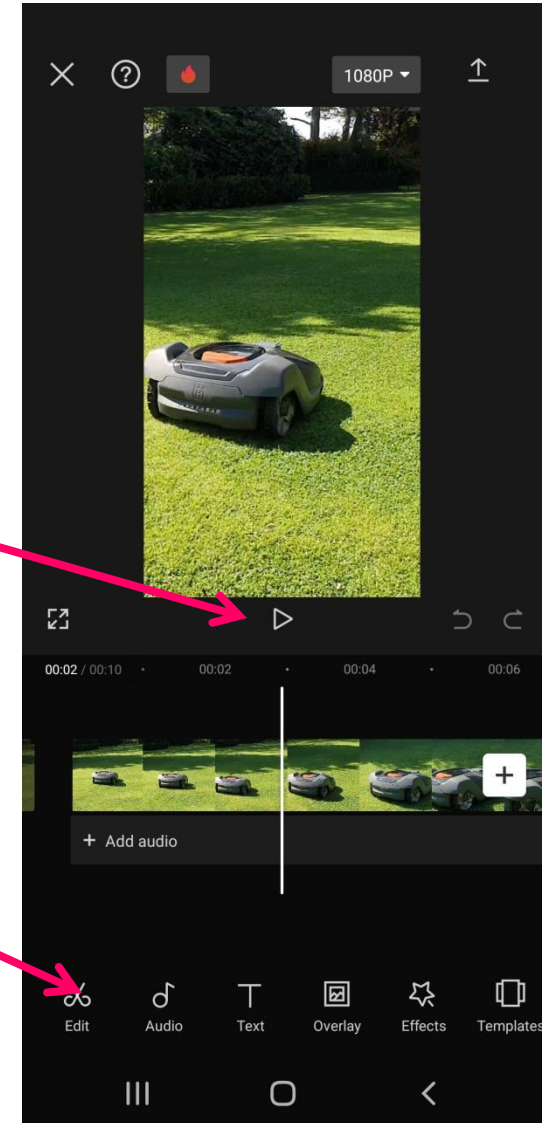 1080P
00:02 / 00:10
00:02
00:04
00:06
+ Add audio
Edit
Audio
Text
Overlay
Effects
Templates